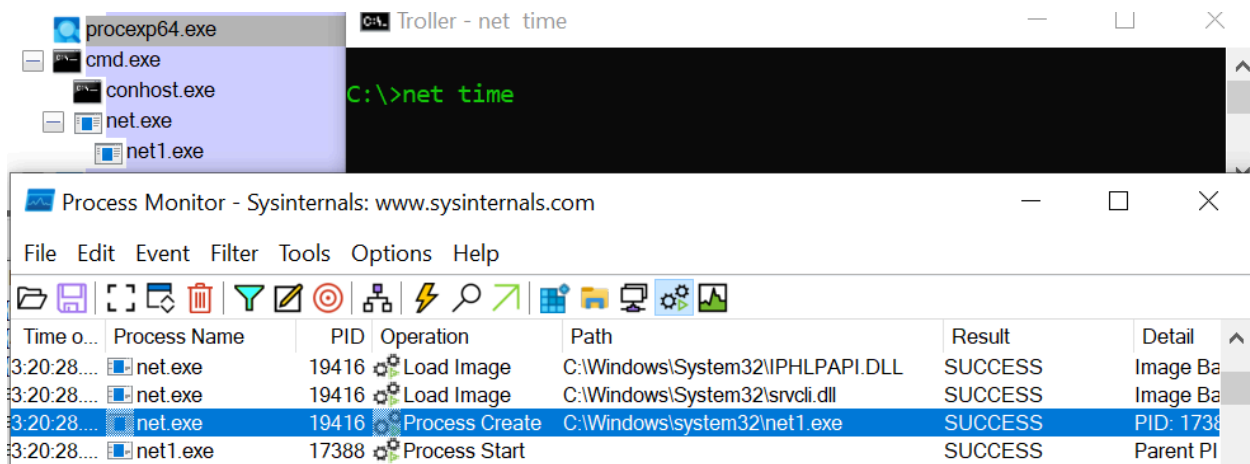 procexp64.exe
cmd.exe
conhost.exe
net.exe
net1.exe
Troller - net  time
C:\>net time
Process Monitor - Sysinternals: www.sysinternals.com
File Edit Event Filter Tools Options Help
Time o... Process Name PID Operation Path Result Detail
3:20:28.... net.exe 19416 Load Image C:\Windows\System32\IPHLPAPI.DLL SUCCESS Image Ba
3:20:28.... net.exe 19416 Load Image C:\Windows\System32\srvcli.dll SUCCESS Image Ba
3:20:28.... net.exe 19416 Process Create C:\Windows\system32\net1.exe SUCCESS PID: 1738
3:20:28.... net1.exe 17388 Process Start SUCCESS Parent PI